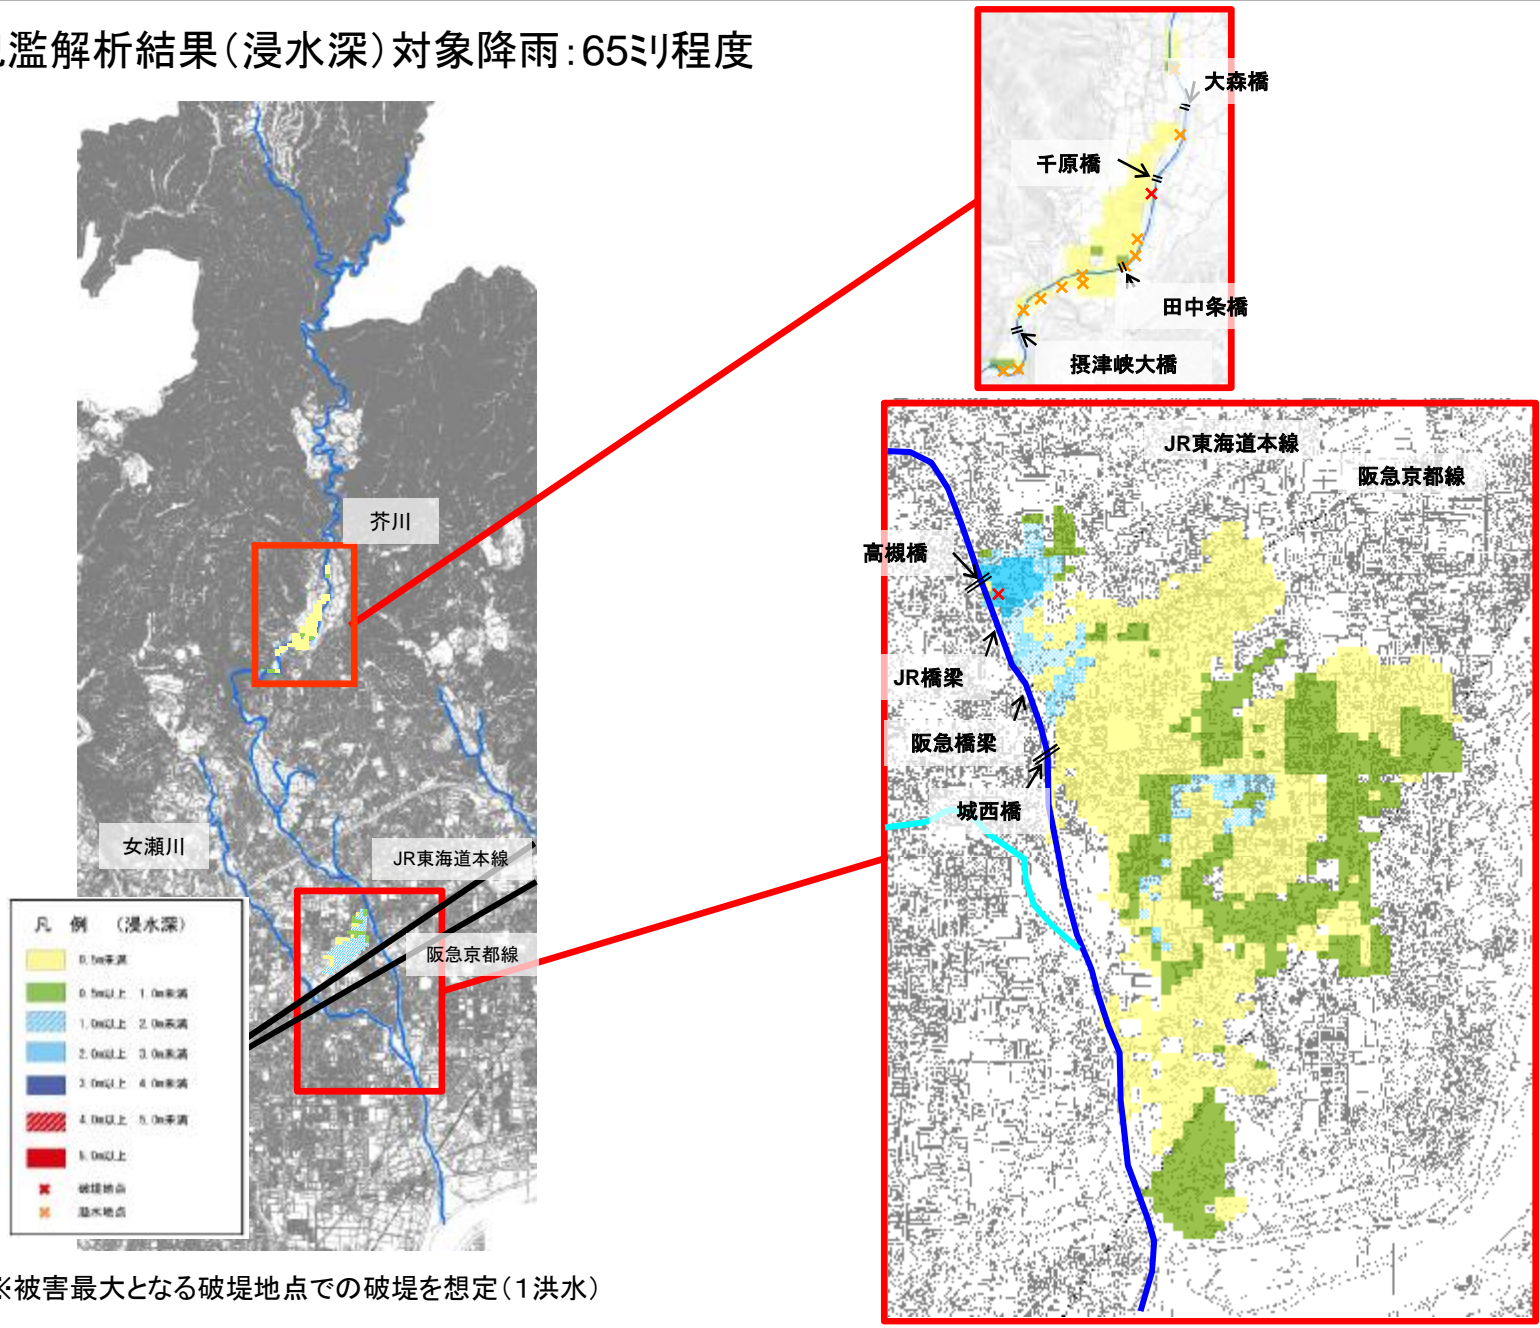 濫解析結果(浸水深)対象降雨:65ミリ程度
大森橋
千原橋
田中条橋
摂津峡大橋
芥川
女瀬川
JR東海道本線
阪急京都線
JR東海道本線
阪急京都線
高槻橋
JR橋梁
阪急橋梁
城西橋
凡 例 (浸水深)
0.5m未満
0.5m以上 1.0m未満
1.0m以上 2.0m未満
2.0m以上 3.0m未満
3.0m以上 4.0m未満
4.0m以上 5.0m未満
5.0m以上
破堤地点
溢水地点
※被害最大となる破堤地点での破堤を想定(1洪水)